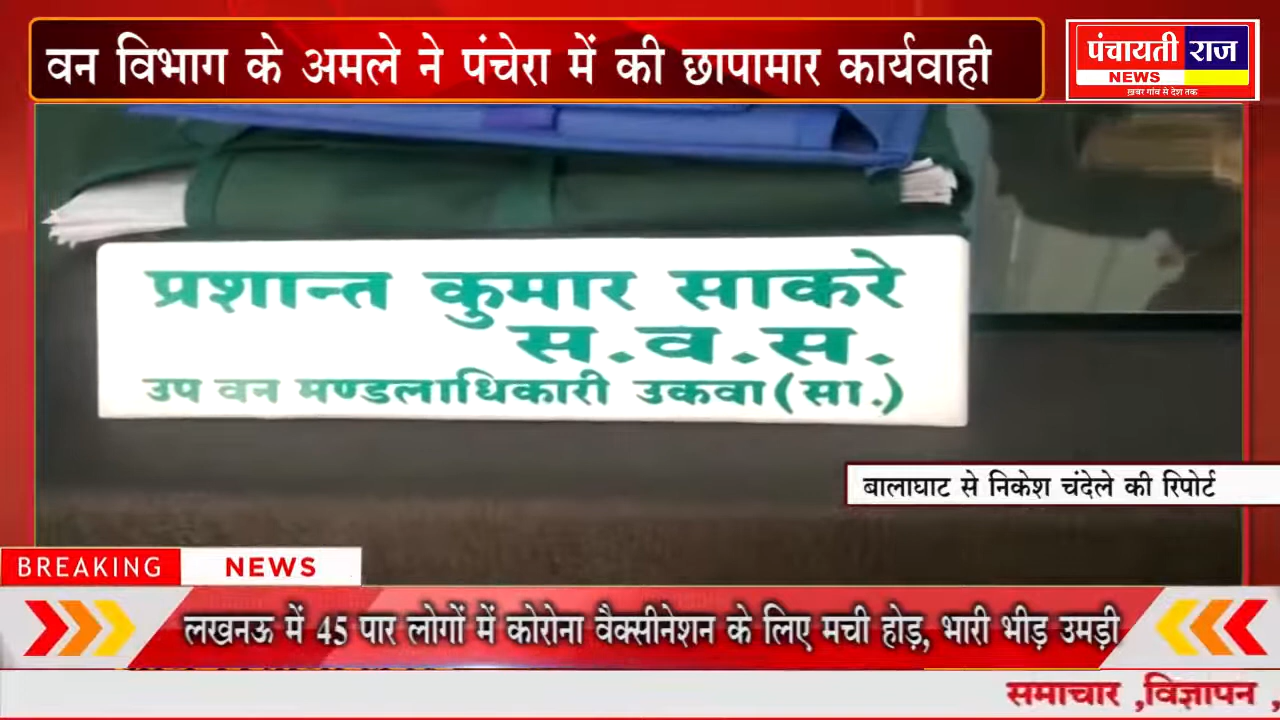 वन विभाग के अमले ने पंचेरा में की छापामार कार्यवाही
पंचायती राज
NEWS
ख़बर गांव से देश तक
प्रशान्त कुमार साकरे
स.व.स.
उप वन मण्डलाधिकारी उकवा (सा.)
बालाघाट से निकेश चंदेले की रिपोर्ट
BREAKING NEWS
लखनऊ में 45 पार लोगों में कोरोना वैक्सीनेशन के लिए मची होड़, भारी भीड़ उमड़ी
समाचार ,विज्ञापन ,